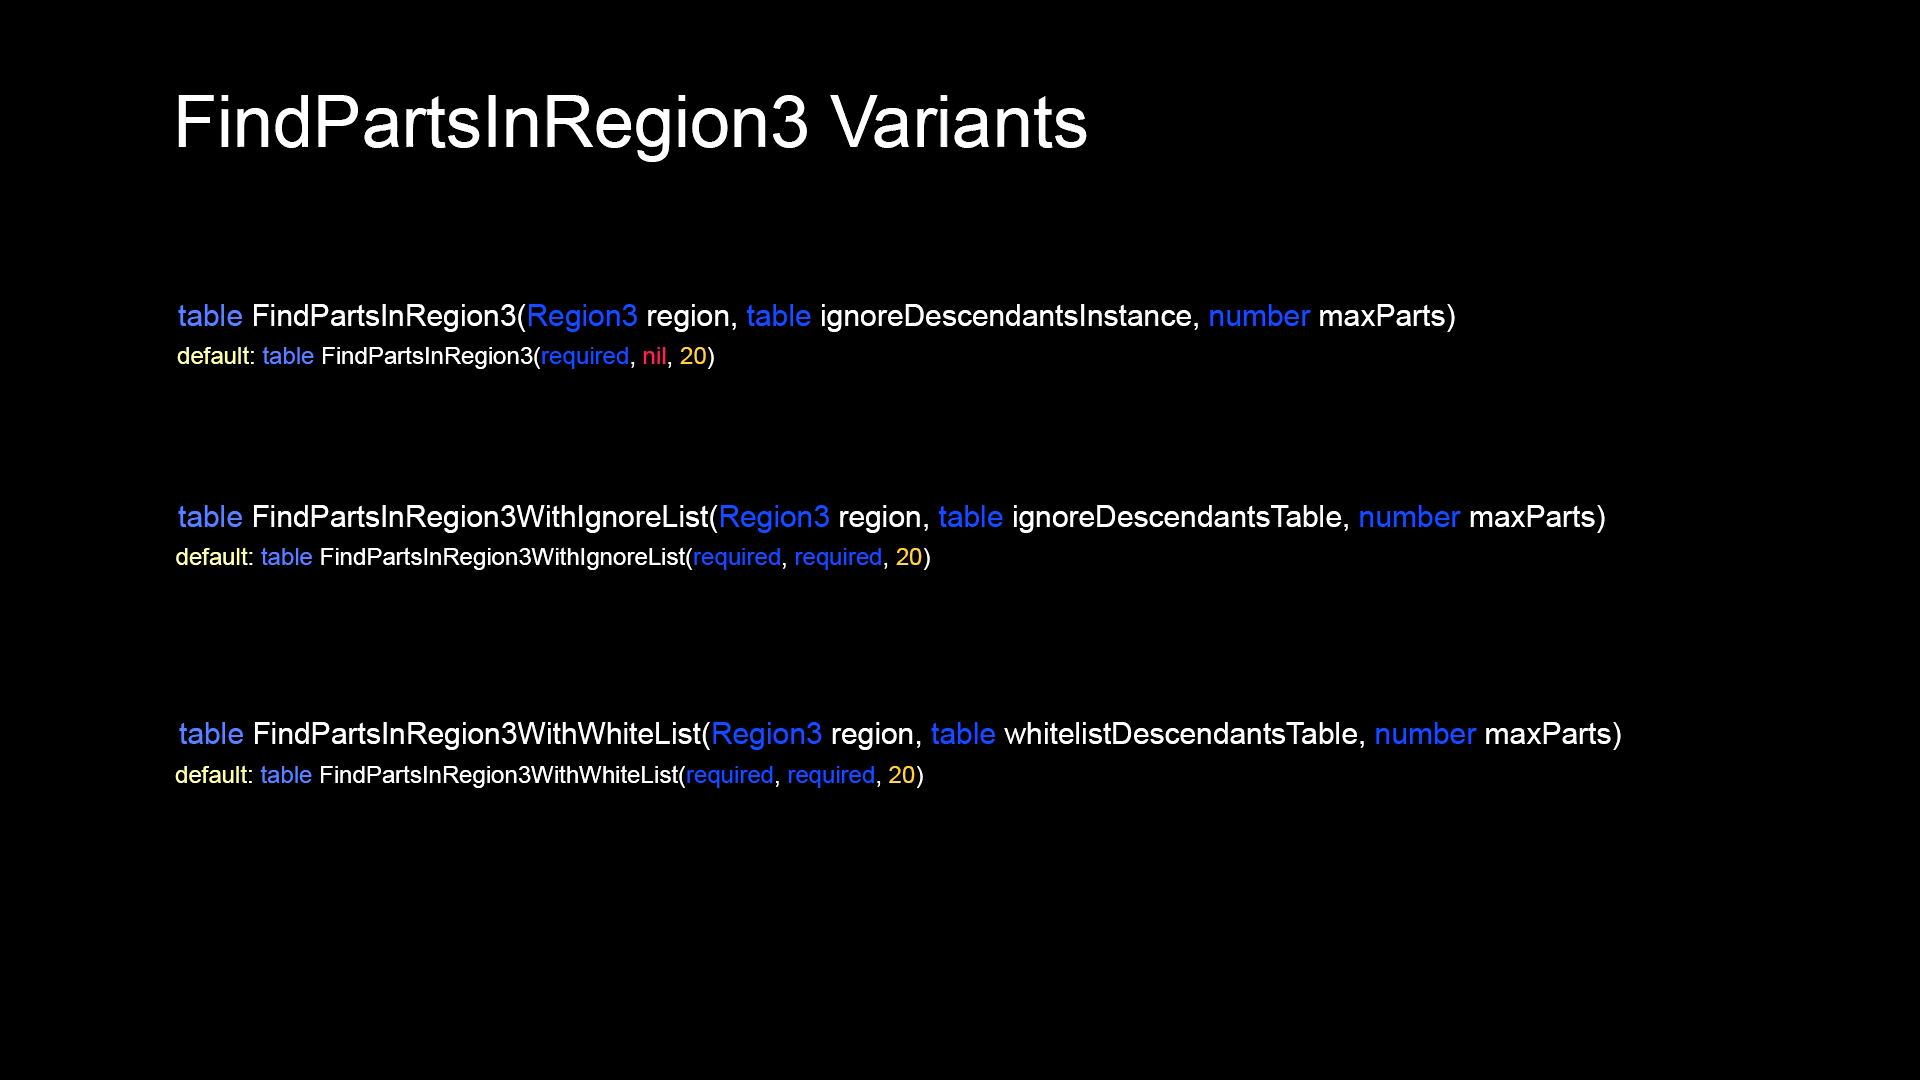 FindPartsInRegion3 Variants
table FindPartsInRegion3(Region3 region, table ignoreDescendantsInstance, number maxParts)
default: table FindPartsInRegion3(required, nil, 20)
table FindPartsInRegion3WithIgnoreList(Region3 region, table ignoreDescendantsTable, number maxParts)
default: table FindPartsInRegion3WithIgnoreList(required, required, 20)
table FindPartsInRegion3WithWhiteList(Region3 region, table whitelistDescendantsTable, number maxParts)
default: table FindPartsInRegion3WithWhiteList(required, required, 20)